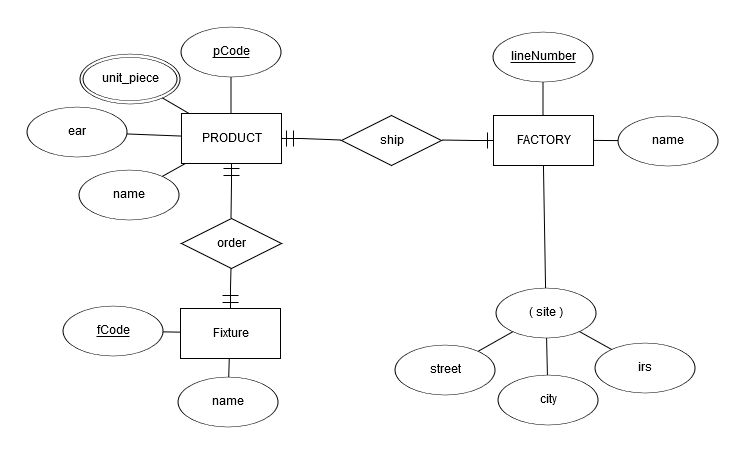 pCode
lineNumber
unit_piece
ear
PRODUCT
ship
FACTORY
name
name
order
( site )
fCode
Fixture
street
irs
name
city